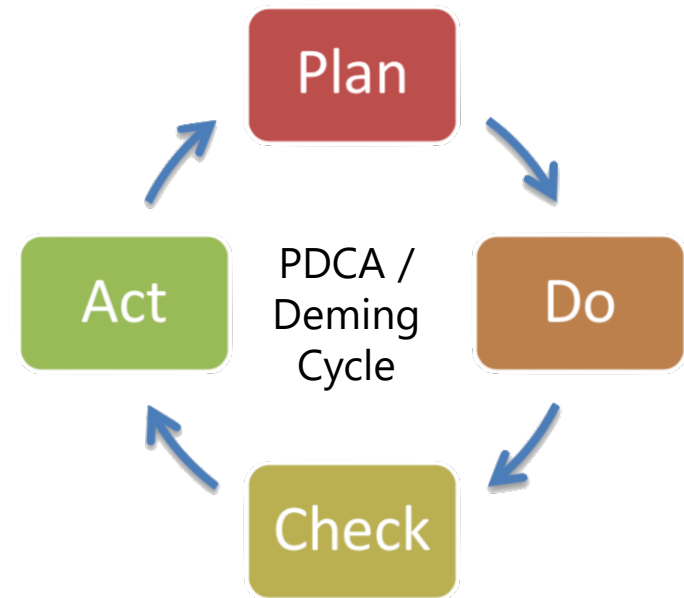 Plan
Act
PDCA /
Deming
Cycle
Do
Check